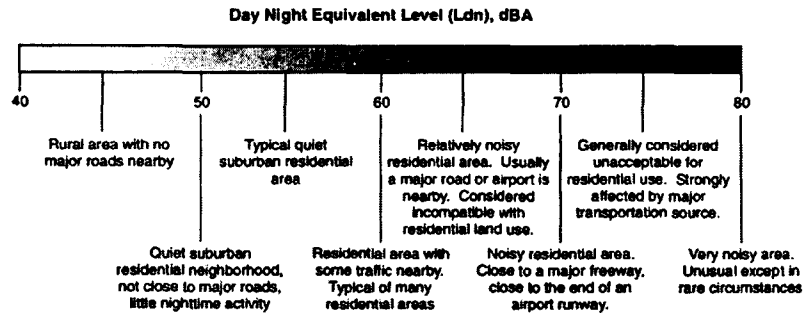 Day Night Equivalent Level (Ldn), dBA
40 50 60 70 80
Rural area with no
major roads nearby
Typical quiet
suburban residential
area
Relatively noisy
residential area. Usually
a major road or airport is
nearby. Considered
incompatible with
residential land use.
Generally considered
unacceptable for
residential use. Strongly
affected by major
transportation source.
Quiet suburban
residential neighborhood,
not close to major roads,
little nighttime activity
Residential area with
some traffic nearby.
Typical of many
residential areas
Noisy residential area.
Close to a major freeway,
close to the end of an
airport runway.
Very noisy area.
Unusual except in
rare circumstances